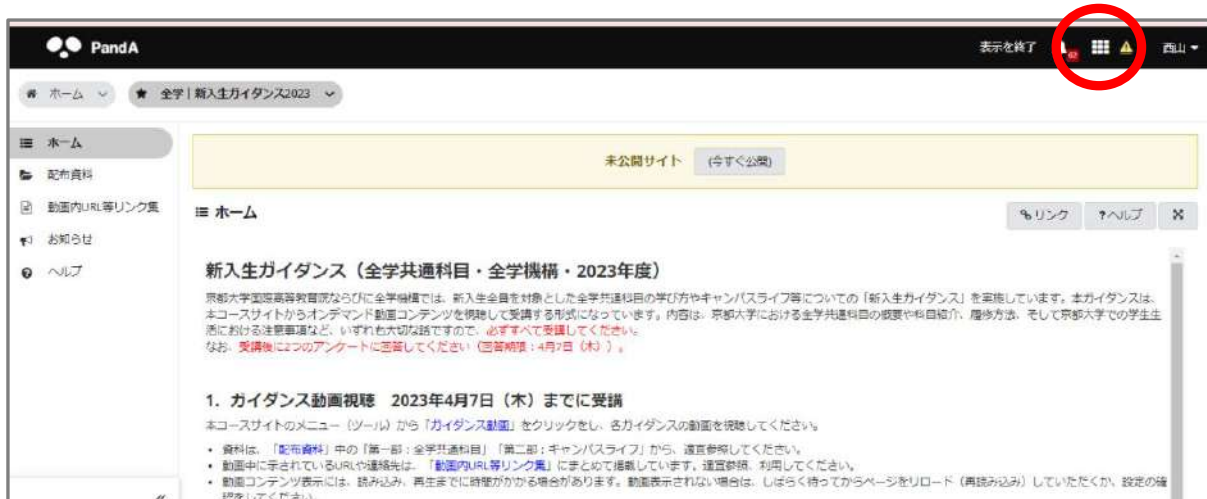 PandA
表示を終了
62
西山
ホーム
全学 | 新入生ガイダンス2023
ホーム
配布資料
動画内URL等リンク集
お知らせ
ヘルプ
未公開サイト (今すぐ公開)
ホーム
リンク
?ヘルプ
新入生ガイダンス（全学共通科目・全学機構・2023年度）
京都大学国際高等教育院ならびに全学機構では、新入生全員を対象とした全学共通科目の学び方やキャンパスライフ等についての「新入生ガイダンス」を実施しています。本ガイダンスは、
本コースサイトからオンデマンド動画コンテンツを視聴して受講する形式になっています。内容は、京都大学における全学共通科目の概要や科目紹介、履修方法、そして京都大学での学生生
活における注意事項など、いずれも大切な話ですので、必ずすべて受講してください。
なお、受講後に2つのアンケートに回答してください（回答期限：4月7日（木））。
1. ガイダンス動画視聴　2023年4月7日（木）までに受講
本コースサイトのメニュー（ツール）から「ガイダンス動画」をクリックをし、各ガイダンスの動画を視聴してください。
• 資料は、「配布資料」中の「第一部：全学共通科目」「第二部：キャンパスライフ」から、適宜参照してください。
• 動画中に示されているURLや連絡先は、「動画内URL等リンク集」にまとめて掲載しています。適宜参照、利用してください。
• 動画コンテンツ表示には、読み込み、再生までに時間がかかる場合があります。動画表示されない場合は、しばらく待ってからページをリロード（再読み込み）していただくか、設定の確
認をしてください。